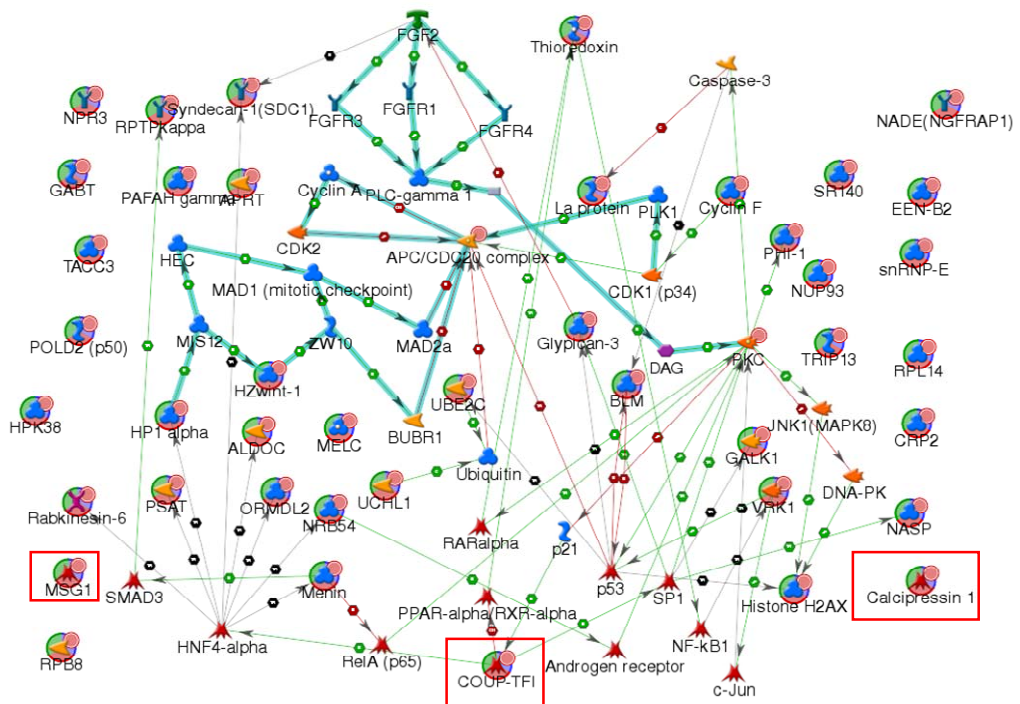 FGF2
Thioredoxin
Caspase-3
NPR3
RPTPkappa
Syndecan-1(SDC1)
FGFR3
FGFR1
FGFR4
NADE(NGFRAP1)
GABT
PAFAH gamma
APRT
Cyclin A
PLC-gamma 1
La protein
PLK1
Cyclin F
SR140
EEN-B2
TACC3
HEC
CDK2
APC/CDC20 complex
MAD1 (mitotic checkpoint)
CDK1 (p34)
PHI-1
NUP93
snRNP-E
POLD2 (p50)
MIS12
ZW10
MAD2a
Glypican-3
DAG
PKC
TRIP13
RPL14
HZwint-1
HPK38
HP1 alpha
ALDOC
MELC
BUBR1
UBE2C
BLM
JNK1(MAPK8)
CRP2
GALK1
Ubiquitin
DNA-PK
Rabkinesin-6
PSAT
ORMDL2
NRB54
UCHL1
VRK1
NASP
RARalpha
p21
MSG1
SMAD3
Menin
PPAR-alpha/RXR-alpha
p53
SP1
Histone H2AX
Calcipressin 1
HNF4-alpha
RelA (p65)
NF-kB1
RPB8
COUP-TFI
Androgen receptor
c-Jun